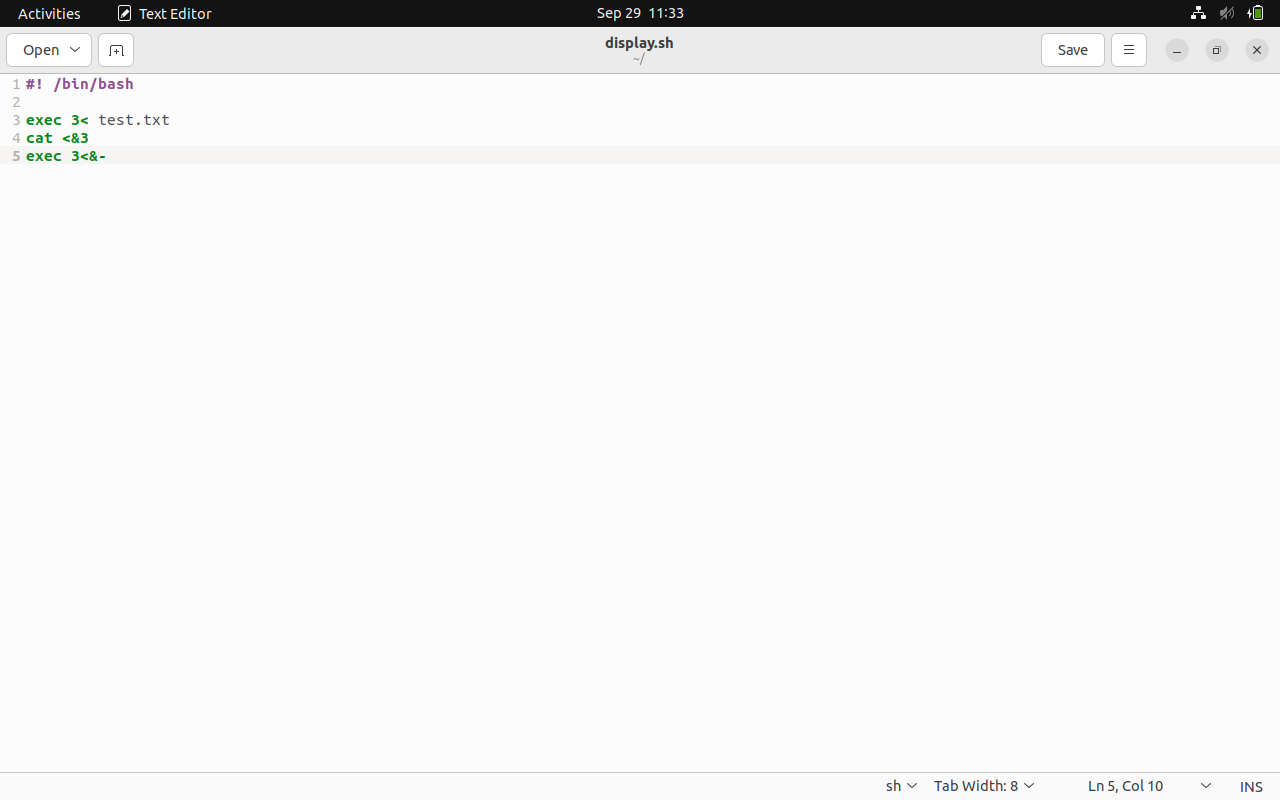 Activities Text Editor Sep 29 11:33
Open display.sh Save
~/
1 #! /bin/bash
2
3 exec 3< test.txt
4 cat <&3
5 exec 3<&-
sh Tab Width: 8 Ln 5, Col 10 INS